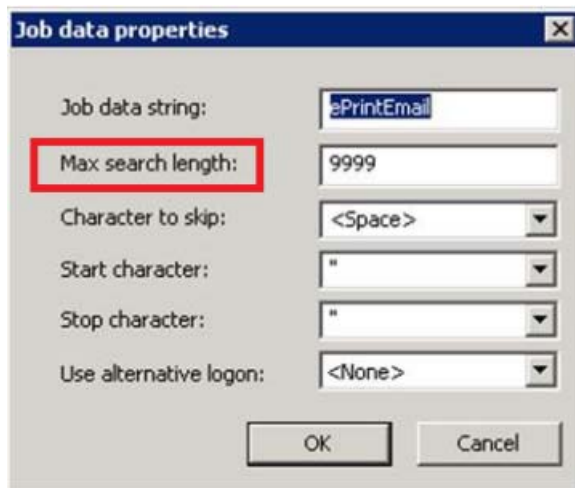 Job data properties
Job data string: ePrintEmail
Max search length: 9999
Character to skip: <Space>
Start character: "
Stop character: "
Use alternative logon: <None>
OK Cancel